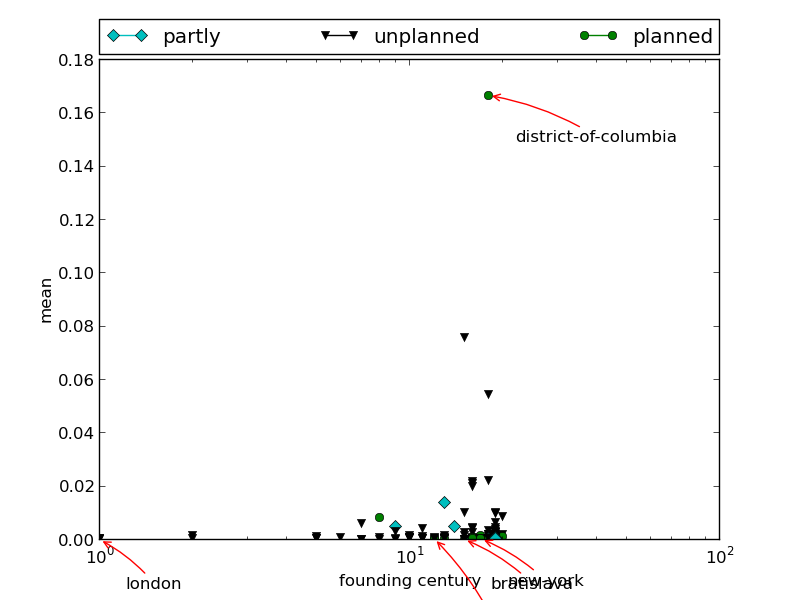 partly unplanned planned
0.18
0.16
district-of-columbia
0.14
0.12
0.10
mean
0.08
0.06
0.04
0.02
0.00
10^0 10^1 10^2
london founding century bratislava new-york